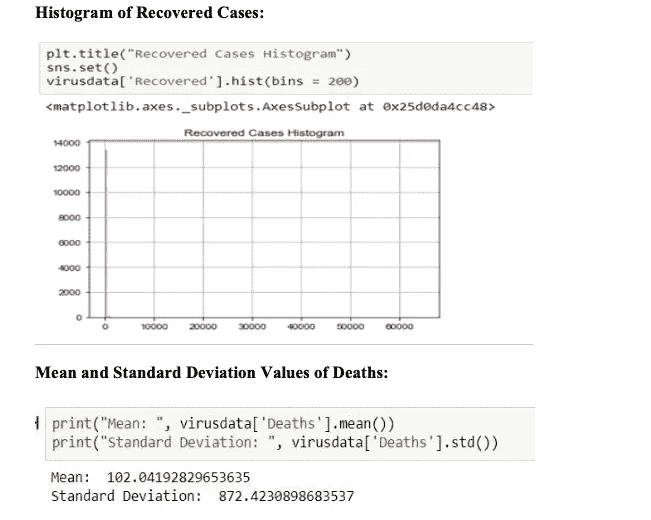 Histogram of Recovered Cases:
plt.title("Recovered Cases Histogram")
sns.set()
virusdata['Recovered'].hist(bins = 200)
<matplotlib.axes._subplots.AxesSubplot at 0x25d0da4cc48>
Recovered Cases Histogram
14000
12000
10000
8000
6000
4000
2000
0
0 10000 20000 30000 40000 50000 60000
Mean and Standard Deviation Values of Deaths:
print("Mean: ", virusdata['Deaths'].mean())
print("Standard Deviation: ", virusdata['Deaths'].std())
Mean: 102.04192829653635
Standard Deviation: 872.4230898683537